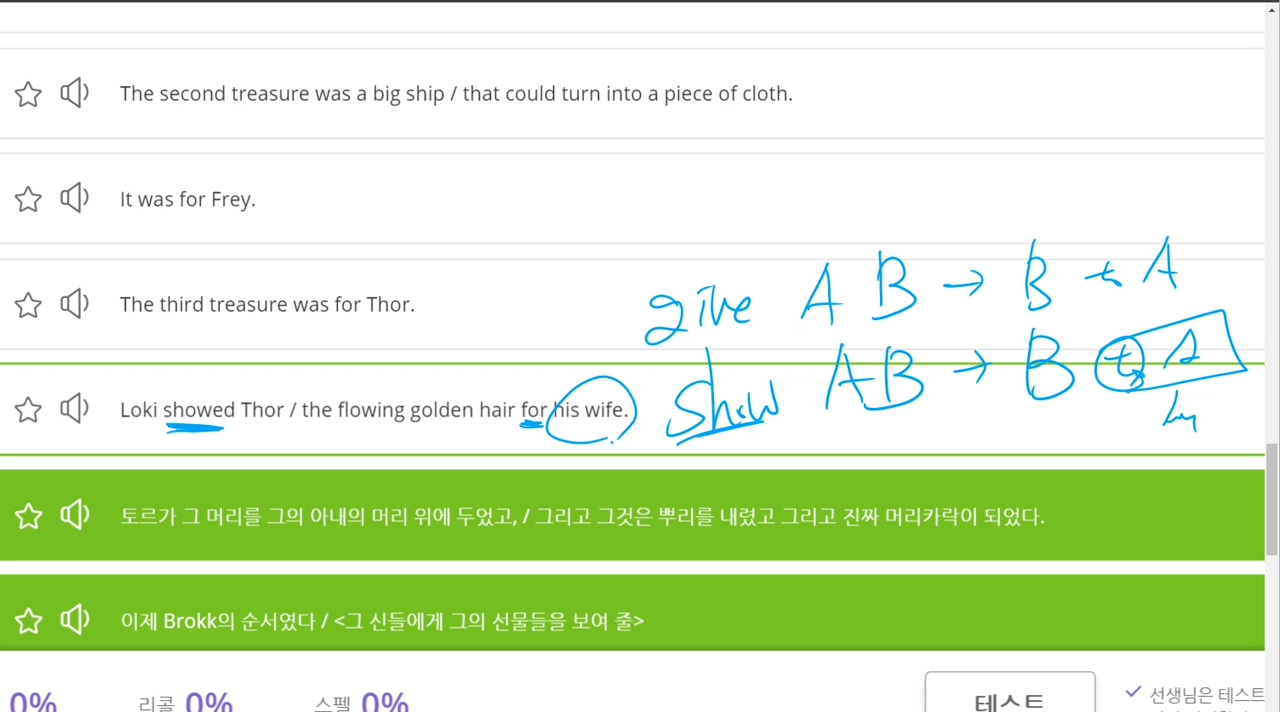 The second treasure was a big ship / that could turn into a piece of cloth.
It was for Frey.
give A B → B to A
The third treasure was for Thor.
show A B → B to A
Loki showed Thor / the flowing golden hair for his wife.
토르가 그 머리를 그의 아내의 머리 위에 두었고, / 그리고 그것은 뿌리를 내렸고 그리고 진짜 머리카락이 되었다.
이제 Brokk의 순서였다 / <그 신들에게 그의 선물들을 보여 줄>
0% 리콜 0% 스펠 0% 테스트 선생님은 테스트